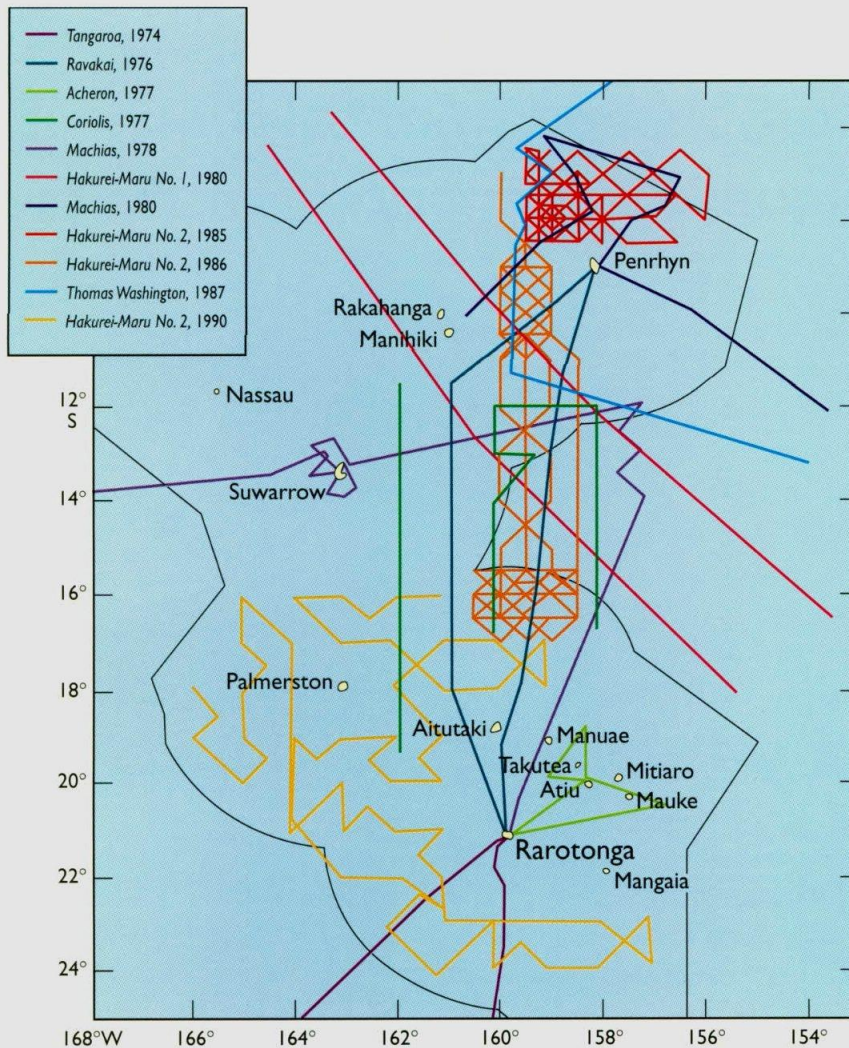 Tangaroa, 1974
Ravakai, 1976
Acheron, 1977
Coriolis, 1977
Machias, 1978
Hakurei-Maru No. 1, 1980
Machias, 1980
Hakurei-Maru No. 2, 1985
Hakurei-Maru No. 2, 1986
Thomas Washington, 1987
Hakurei-Maru No. 2, 1990
Penrhyn
Rakahanga
Manihiki
Nassau
12°
S
Suwarrow
14°
16°
Palmerston
18°
Aitutaki
Manuae
Takutea
Mitiaro
Atiu
Mauke
20°
Rarotonga
Mangaia
22°
24°
168°W
166°
164°
162°
160°
158°
156°
154°